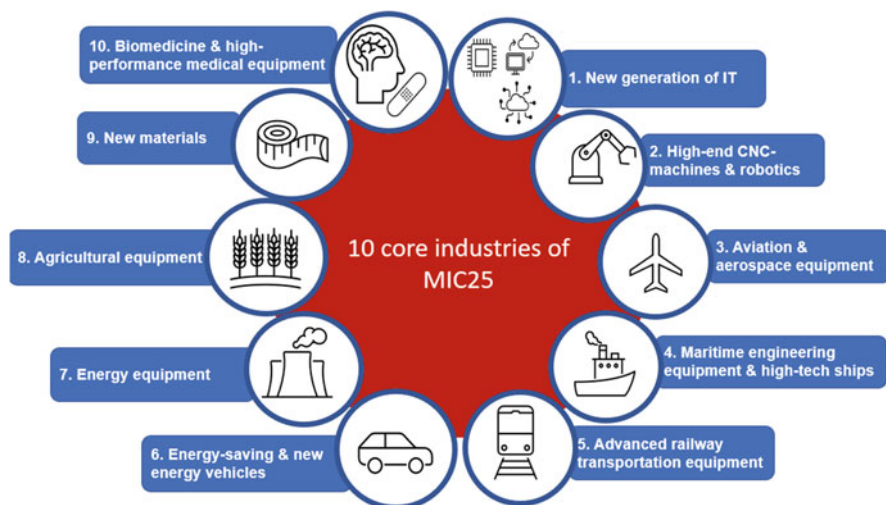 10 core industries of
MIC25
1. New generation of IT
2. High-end CNC-
machines & robotics
3. Aviation &
aerospace equipment
4. Maritime engineering
equipment & high-tech ships
5. Advanced railway
transportation equipment
6. Energy-saving & new
energy vehicles
7. Energy equipment
8. Agricultural equipment
9. New materials
10. Biomedicine & high-
performance medical equipment